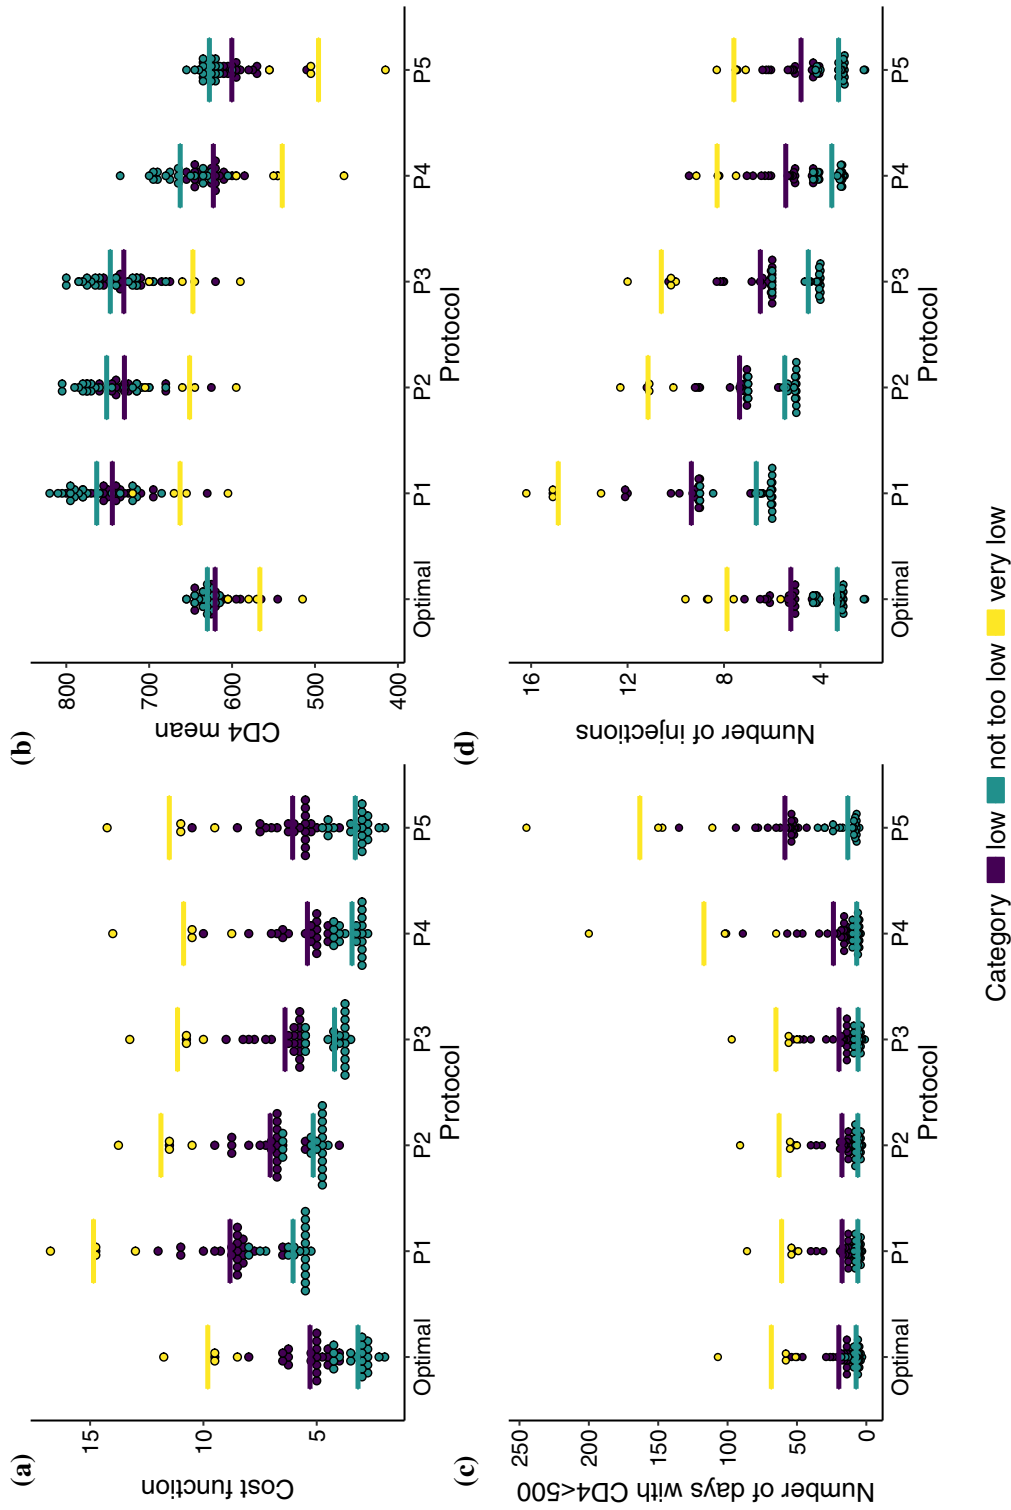 (a)
Cost function
15
10
5
Optimal P1 P2 P3 P4 P5
Protocol
(b)
CD4 mean
800
700
600
500
400
Optimal P1 P2 P3 P4 P5
Protocol
(c)
Number of days with CD4<500
250
200
150
100
50
0
Optimal P1 P2 P3 P4 P5
Protocol
(d)
Number of injections
16
12
8
4
Optimal P1 P2 P3 P4 P5
Protocol
Category low not too low very low